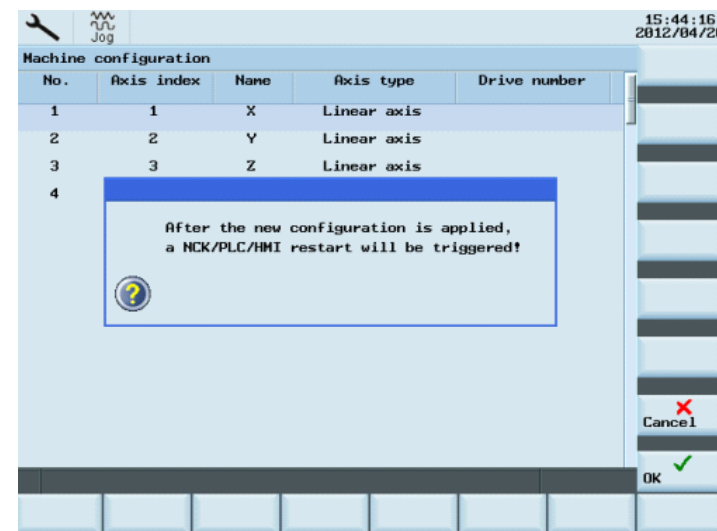 Jog
15:44:16
2012/04/20
Machine configuration
No. Axis index Name Axis type Drive number
1 1 X Linear axis
2 2 Y Linear axis
3 3 Z Linear axis
4
After the new configuration is applied,
a NCK/PLC/HMI restart will be triggered!
?
Cancel
OK